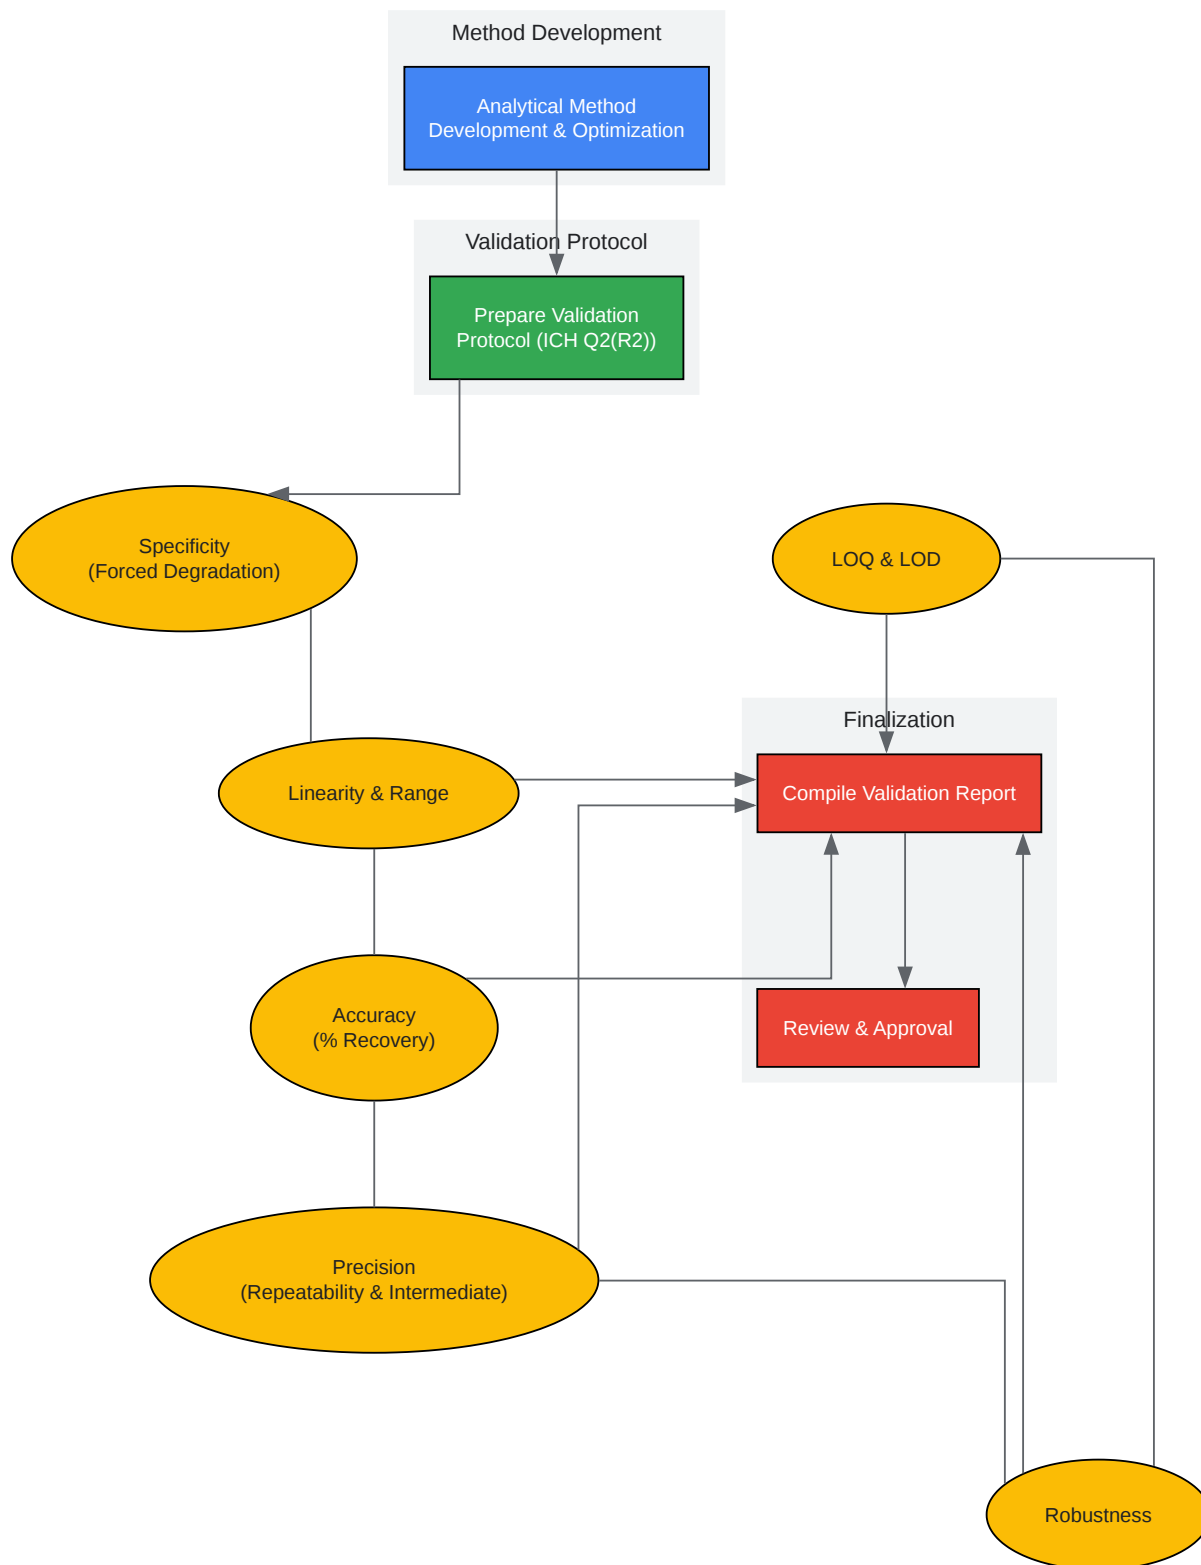 Method Development
Analytical Method
Development & Optimization
Validation Protocol
Prepare Validation
Protocol (ICH Q2(R2))
Specificity
(Forced Degradation)
LOQ & LOD
Finalization
Linearity & Range
Compile Validation Report
Accuracy
(% Recovery)
Review & Approval
Precision
(Repeatability & Intermediate)
Robustness